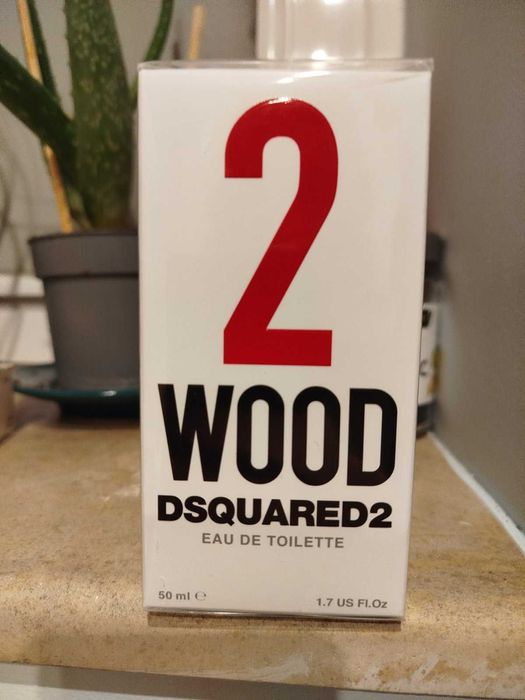 2
WOOD
DSQUARED2
EAU DE TOILETTE
50 ml ℮ 1.7 US Fl.Oz